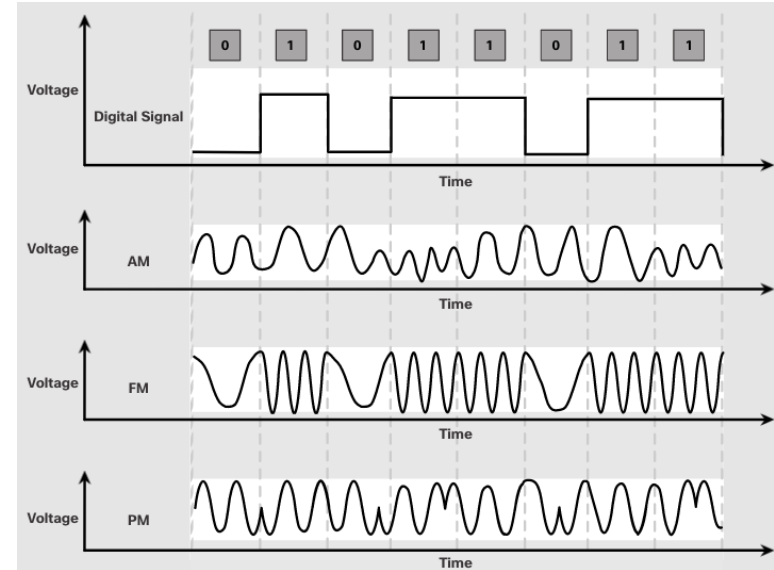 0 1 0 1 1 0 1 1
Voltage
Digital Signal
Time
Voltage
AM
Time
Voltage
FM
Time
Voltage
PM
Time